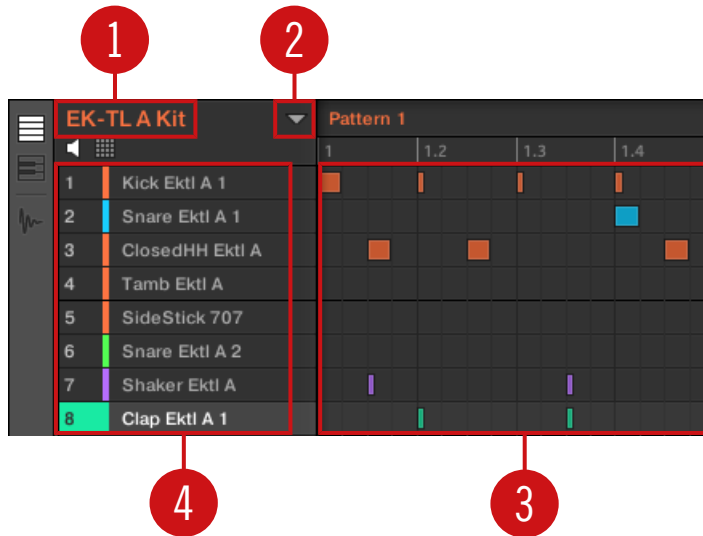 1 2
EK-TL A Kit Pattern 1
1 1.2 1.3 1.4
1 Kick Ektl A 1
2 Snare Ektl A 1
3 ClosedHH Ektl A
4 Tamb Ektl A
5 SideStick 707
6 Snare Ektl A 2
7 Shaker Ektl A
8 Clap Ektl A 1
4 3